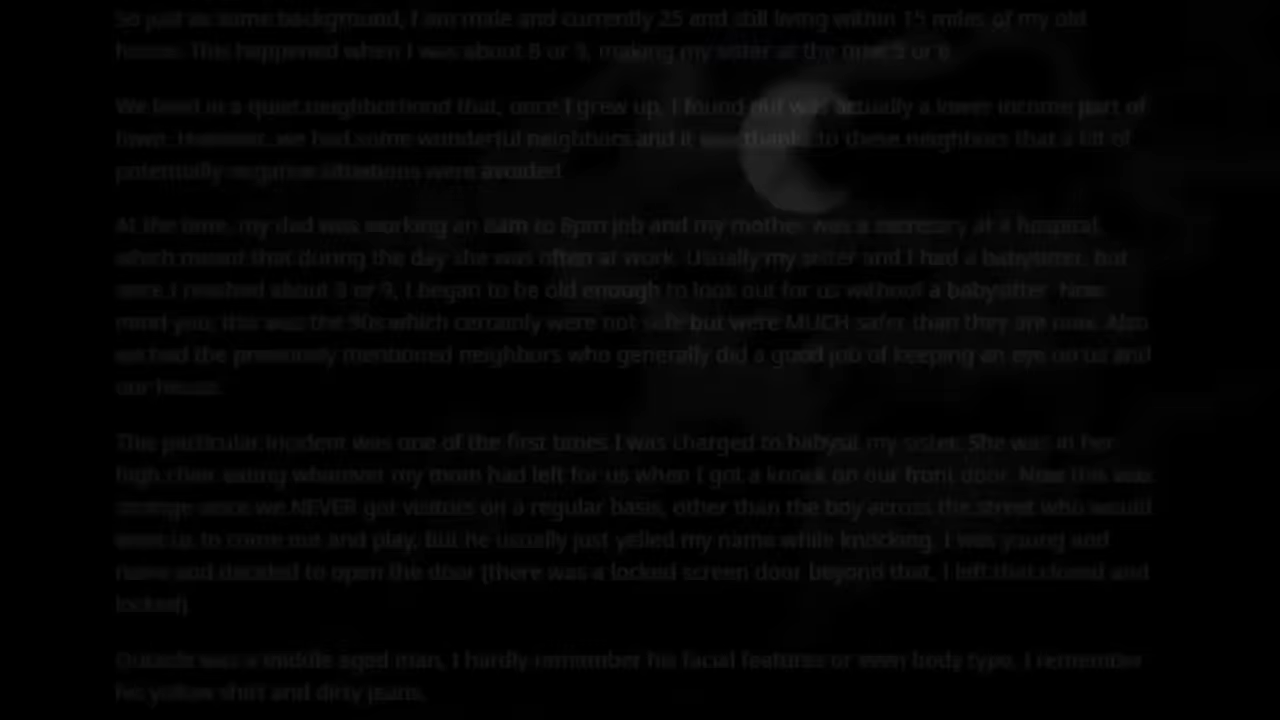 So just as some background, I am male and currently 25 and still living within 15 miles of my old
house. This happened when I was about 8 or 9, making my sister at the time 5 or 6.
We lived in a quiet neighborhood that, once I grew up, I found out was actually a lower income part of
town. However, we had some wonderful neighbors and it was thanks to these neighbors that a lot of
potentially negative situations were avoided.
At the time, my dad was working an 8am to 8pm job and my mother was a secretary at a hospital,
which meant that during the day she was often at work. Usually my sister and I had a babysitter, but
once I reached about 8 or 9, I began to be old enough to look out for us without a babysitter. Now
mind you, this was the 90s which certainly were not safe but were MUCH safer than they are now. Also
we had the previously mentioned neighbors who generally did a good job of keeping an eye on us and
our house.
This particular incident was one of the first times I was charged to babysit my sister. She was in her
high chair eating whatever my mom had left for us when I got a knock on our front door. Now this was
strange since we NEVER got visitors on a regular basis, other than the boy across the street who would
want us to come out and play, but he usually just yelled my name while knocking. I was young and
naive and decided to open the door (there was a locked screen door beyond that, I left that closed and
locked).
Outside was a middle aged man, I hardly remember his facial features or even body type, I remember
his yellow shirt and dirty jeans.